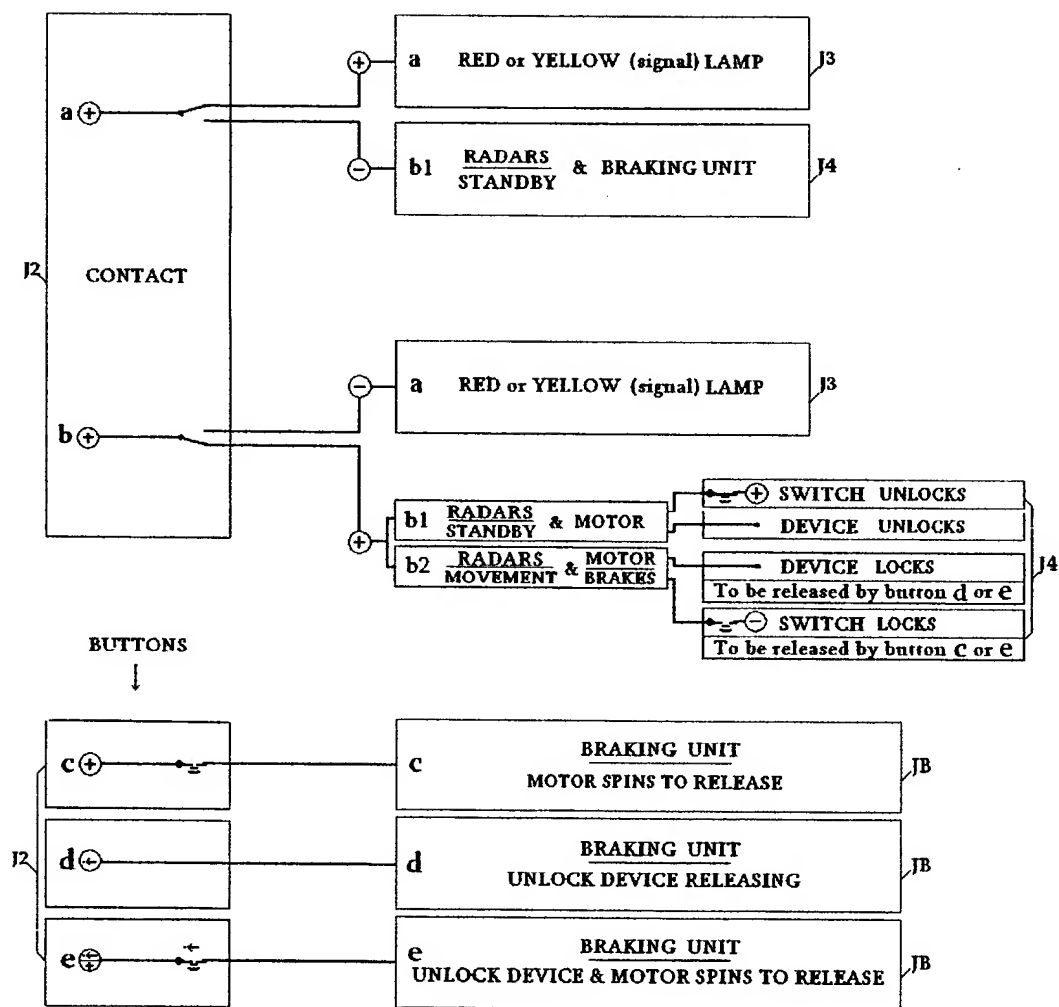 a RED or YELLOW (signal) LAMP J3
a ⊕
b1 RADARS STANDBY & BRAKING UNIT J4
J2 CONTACT
a RED or YELLOW (signal) LAMP J3
b ⊕
⊕ SWITCH UNLOCKS
b1 RADARS STANDBY & MOTOR
DEVICE UNLOCKS
b2 RADARS MOVEMENT & MOTOR BRAKES
DEVICE LOCKS
J4
To be released by button d or e
⊖ SWITCH LOCKS
To be released by button c or e
BUTTONS
↓
c ⊕
c BRAKING UNIT
MOTOR SPINS TO RELEASE
JB
J2
d
d BRAKING UNIT
UNLOCK DEVICE RELEASING
JB
e
e BRAKING UNIT
UNLOCK DEVICE & MOTOR SPINS TO RELEASE
JB